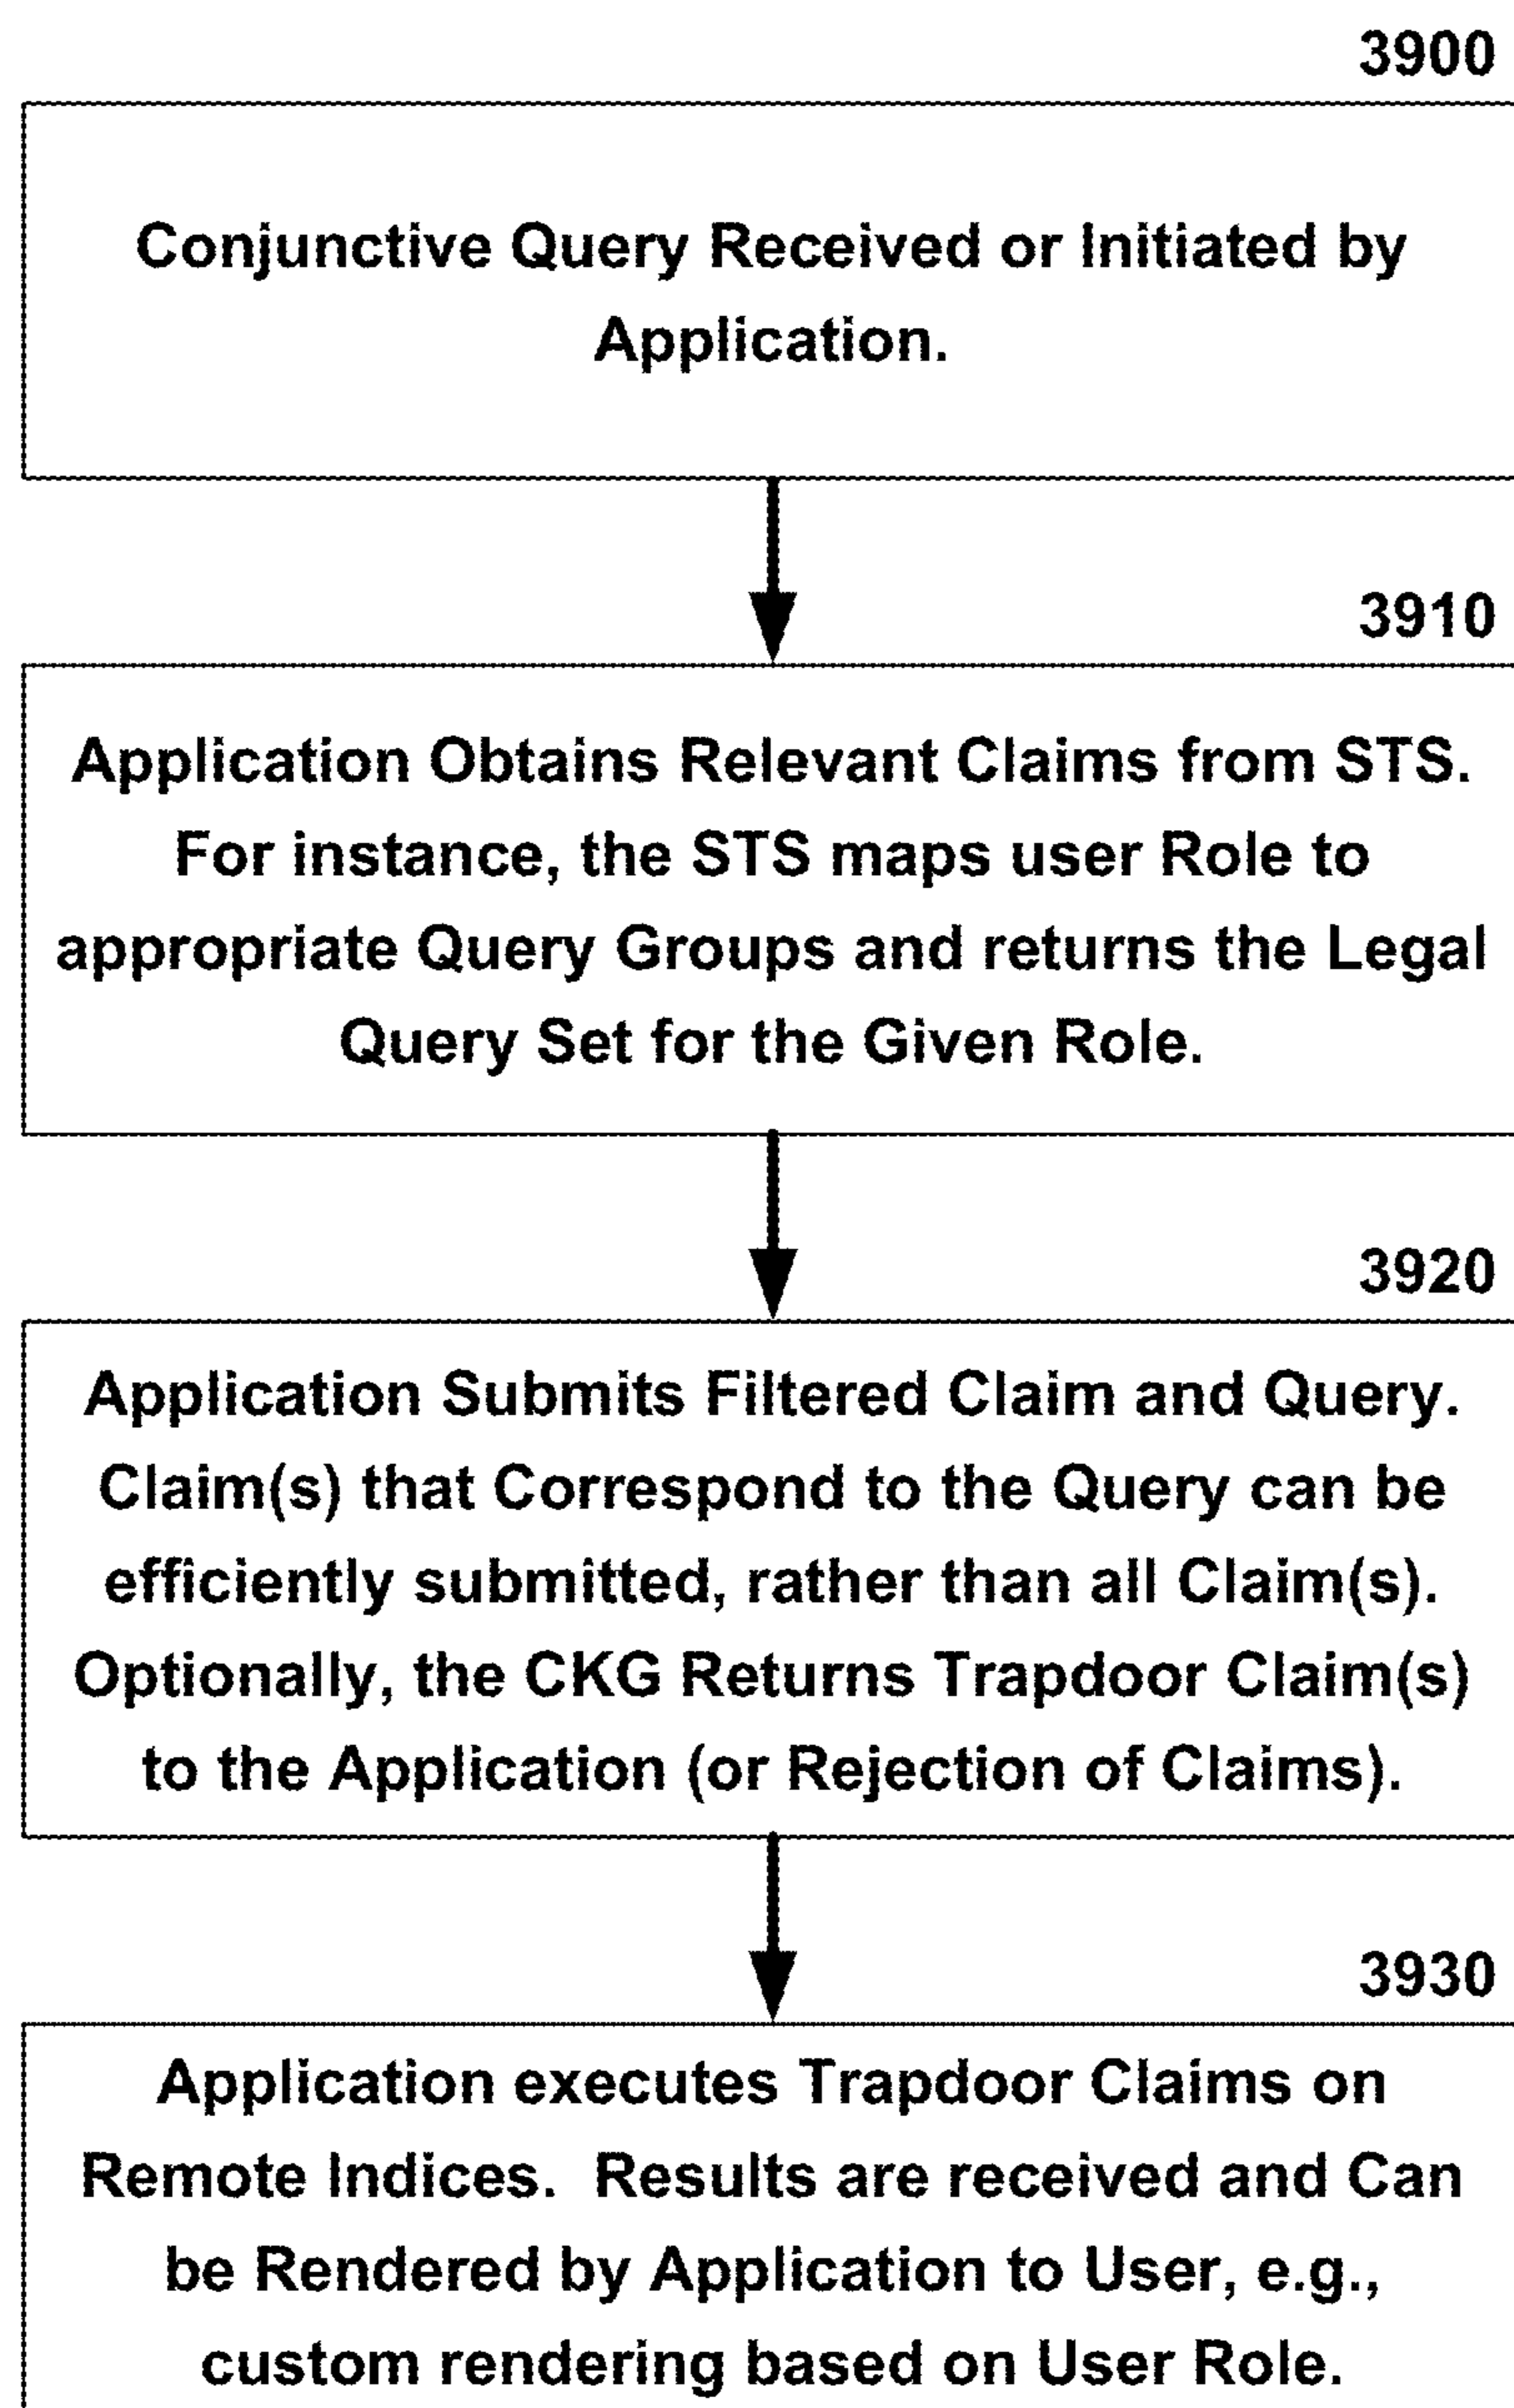 3900
Conjunctive Query Received or Initiated by
Application.
3910
Application Obtains Relevant Claims from STS.
For instance, the STS maps user Role to
appropriate Query Groups and returns the Legal
Query Set for the Given Role.
3920
Application Submits Filtered Claim and Query.
Claim(s) that Correspond to the Query can be
efficiently submitted, rather than all Claim(s).
Optionally, the CKG Returns Trapdoor Claim(s)
to the Application (or Rejection of Claims).
3930
Application executes Trapdoor Claims on
Remote Indices. Results are received and Can
be Rendered by Application to User, e.g.,
custom rendering based on User Role.